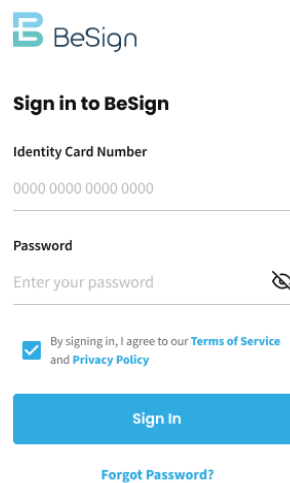 BeSign
Sign in to BeSign
Identity Card Number
0000 0000 0000 0000
Password
Enter your password
By signing in, I agree to our Terms of Service
and Privacy Policy
Sign In
Forgot Password?